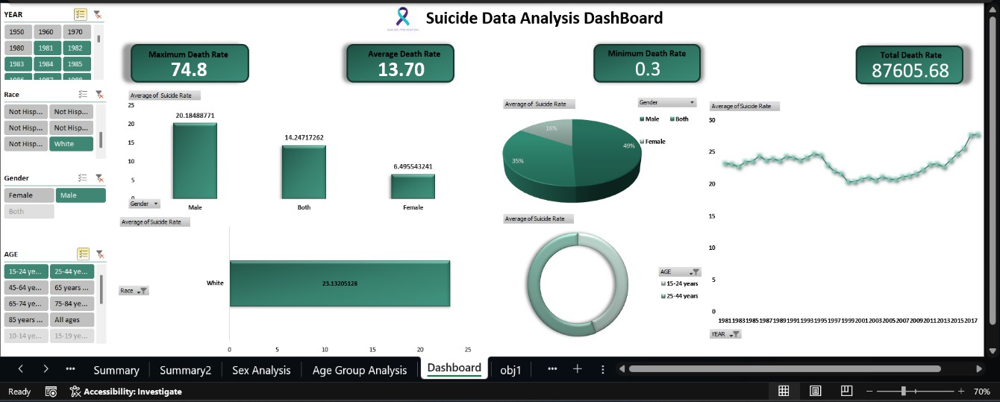 YEAR
Suicide Data Analysis DashBoard
SUICIDE PREVENTION
1950 1960 1970
1980 1981 1982
1983 1984 1985
1986 1987 1988
Maximum Death Rate
74.8
Average Death Rate
13.70
Minimum Death Rate
0.3
Total Death Rate
87605.68
Race
Not Hisp... Not Hisp...
Not Hisp... Not Hisp...
Not Hisp... White
Gender
Female Male
Both
AGE
15-24 ye... 25-44 ye...
45-64 ye... 65 years ...
65-74 ye... 75-84 ye...
85 years ... All ages
10-14 ye... 15-19 ye...
Average of Suicide Rate
25
20
15
10
5
0
20.18488771
14.24717262
6.495543241
Gender
Male Both Female
Average of Suicide Rate
Race
White
23.13205128
0 5 10 15 20 25
Average of Suicide Rate
Gender
Male Both
Female
16%
49%
35%
Average of Suicide Rate
AGE
15-24 years
25-44 years
Average of Suicide Rate
30
25
20
15
10
5
0
1981 1983 1985 1987 1989 1991 1993 1995 1997 1999 2001 2003 2005 2007 2009 2011 2013 2015 2017
YEAR
Summary Summary2 Sex Analysis Age Group Analysis Dashboard obj1
Ready Accessibility: Investigate 70%